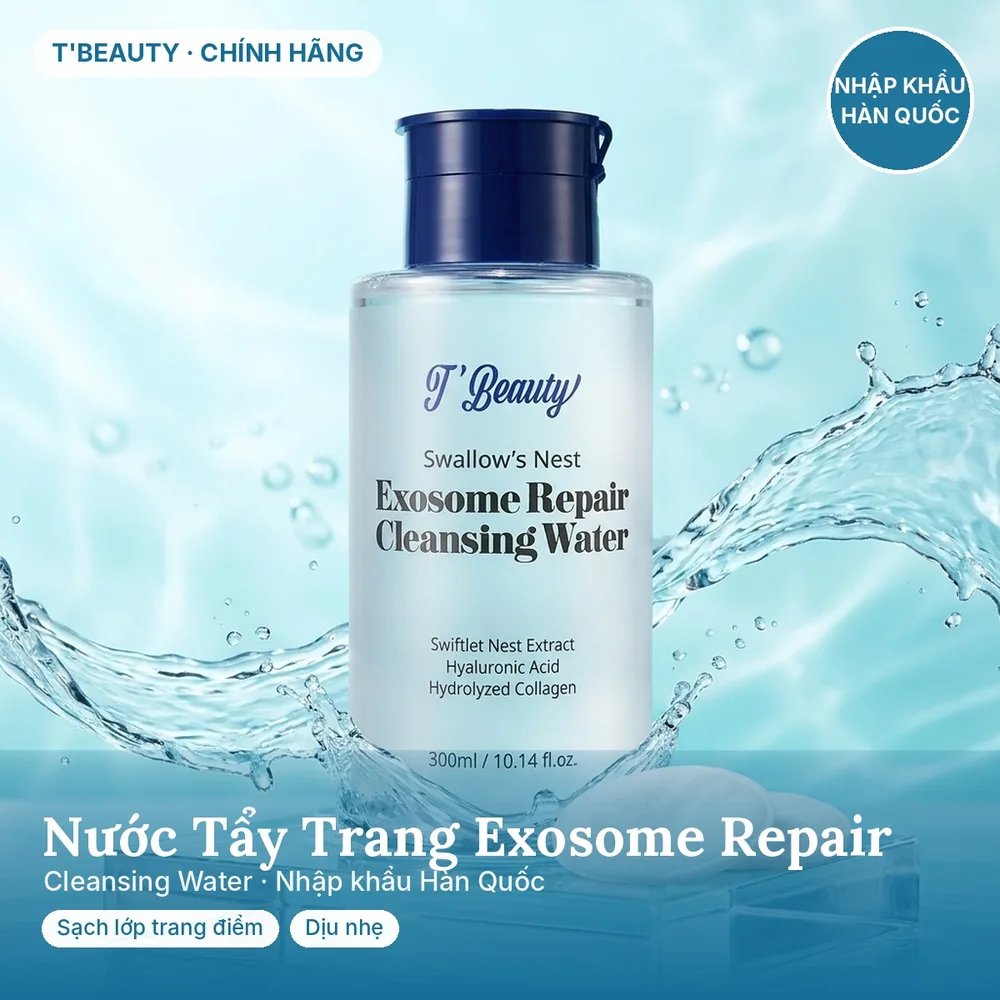 T'BEAUTY · CHÍNH HÃNG
NHẬP KHẨU
HÀN QUỐC
T'Beauty
Swallow's Nest
Exosome Repair
Cleansing Water
Swiftlet Nest Extract
Hyaluronic Acid
Hydrolyzed Collagen
300ml / 10.14 fl.oz.
Nước Tẩy Trang Exosome Repair
Cleansing Water · Nhập khẩu Hàn Quốc
Sạch lớp trang điểm
Dịu nhẹ